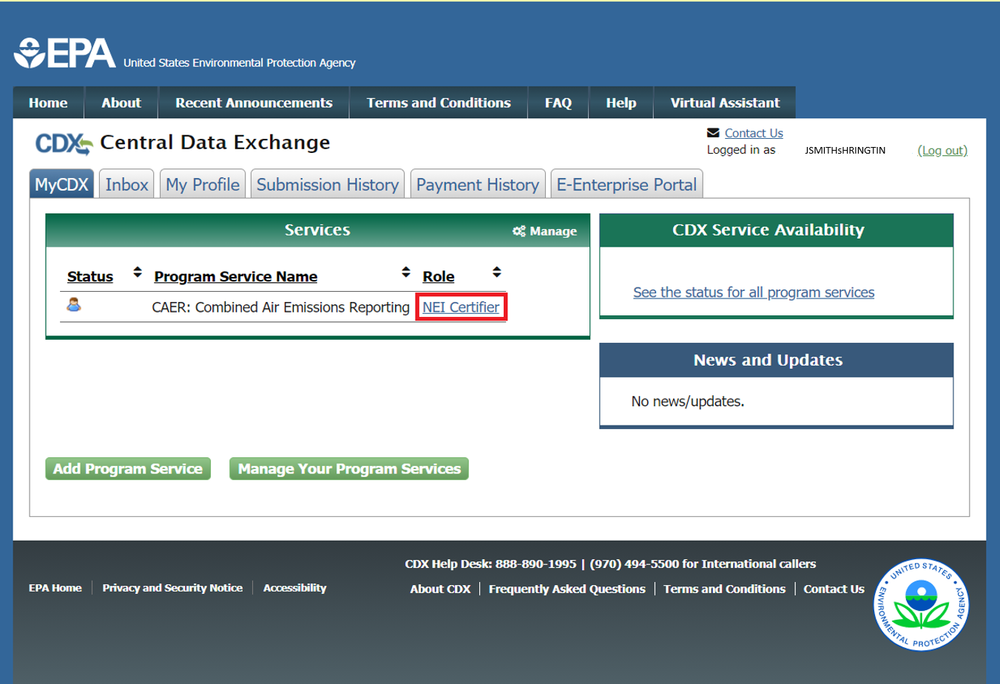 EPA United States Environmental Protection Agency
Home About Recent Announcements Terms and Conditions FAQ Help Virtual Assistant
CDX Central Data Exchange
Contact Us
Logged in as JSMITHsHRINGTIN (Log out)
MyCDX Inbox My Profile Submission History Payment History E-Enterprise Portal
Services Manage
Status Program Service Name Role
CAER: Combined Air Emissions Reporting NEI Certifier
CDX Service Availability
See the status for all program services
News and Updates
No news/updates.
Add Program Service Manage Your Program Services
CDX Help Desk: 888-890-1995 | (970) 494-5500 for International callers
EPA Home Privacy and Security Notice Accessibility
About CDX Frequently Asked Questions Terms and Conditions Contact Us
UNITED STATES ENVIRONMENTAL PROTECTION AGENCY